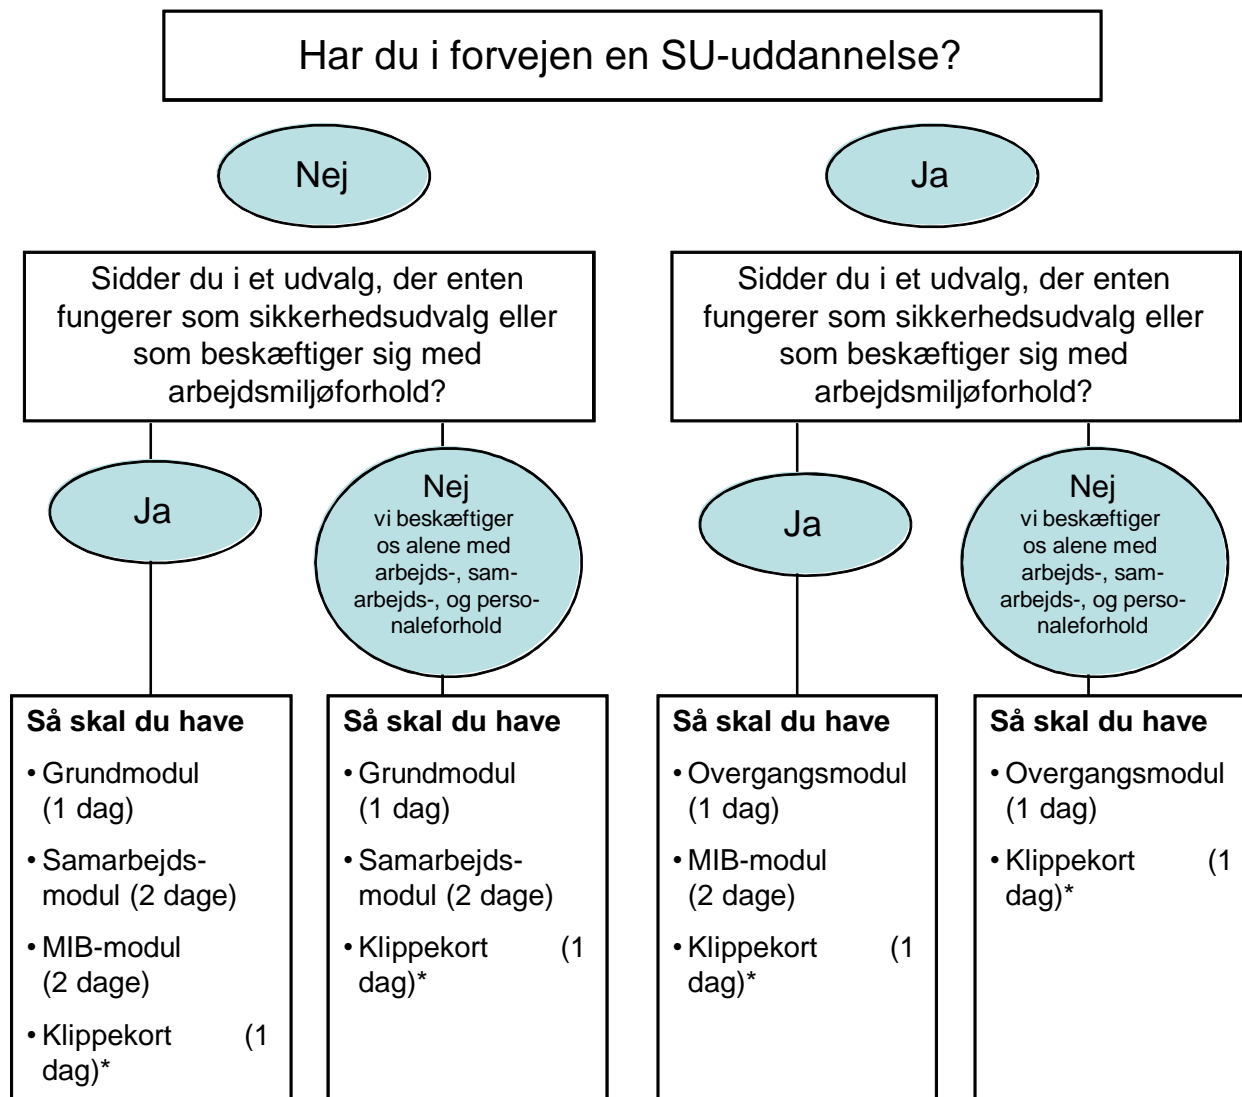 Har du i forvejen en SU-uddannelse?
Nej
Ja
Sidder du i et udvalg, der enten
fungerer som sikkerhedsudvalg eller
som beskæftiger sig med
arbejdsmiljøforhold?
Sidder du i et udvalg, der enten
fungerer som sikkerhedsudvalg eller
som beskæftiger sig med
arbejdsmiljøforhold?
Ja
Nej
vi beskæftiger
os alene med
arbejds-, sam-
arbejds-, og perso-
naleforhold
Ja
Nej
vi beskæftiger
os alene med
arbejds-, sam-
arbejds-, og perso-
naleforhold
Så skal du have
• Grundmodul
(1 dag)
• Samarbejds-
modul (2 dage)
• MIB-modul
(2 dage)
• Klippekort (1
dag)*
Så skal du have
• Grundmodul
(1 dag)
• Samarbejds-
modul (2 dage)
• Klippekort (1
dag)*
Så skal du have
• Overgangsmodul
(1 dag)
• MIB-modul
(2 dage)
• Klippekort (1
dag)*
Så skal du have
• Overgangsmodul
(1 dag)
• Klippekort (1
dag)*